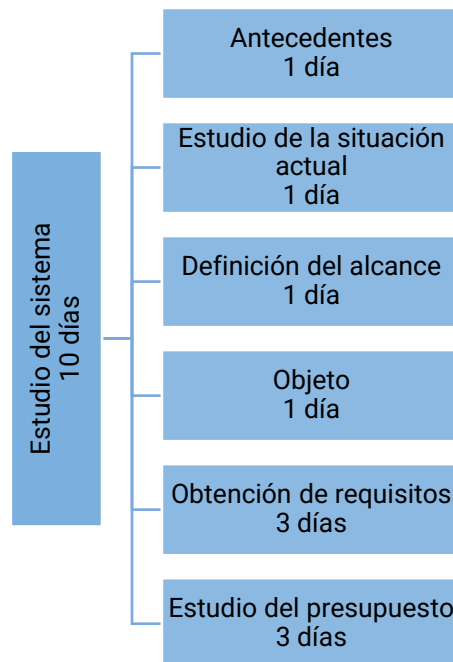 Estudio del sistema
10 días
Antecedentes
1 día
Estudio de la situación
actual
1 día
Definición del alcance
1 día
Objeto
1 día
Obtención de requisitos
3 días
Estudio del presupuesto
3 días